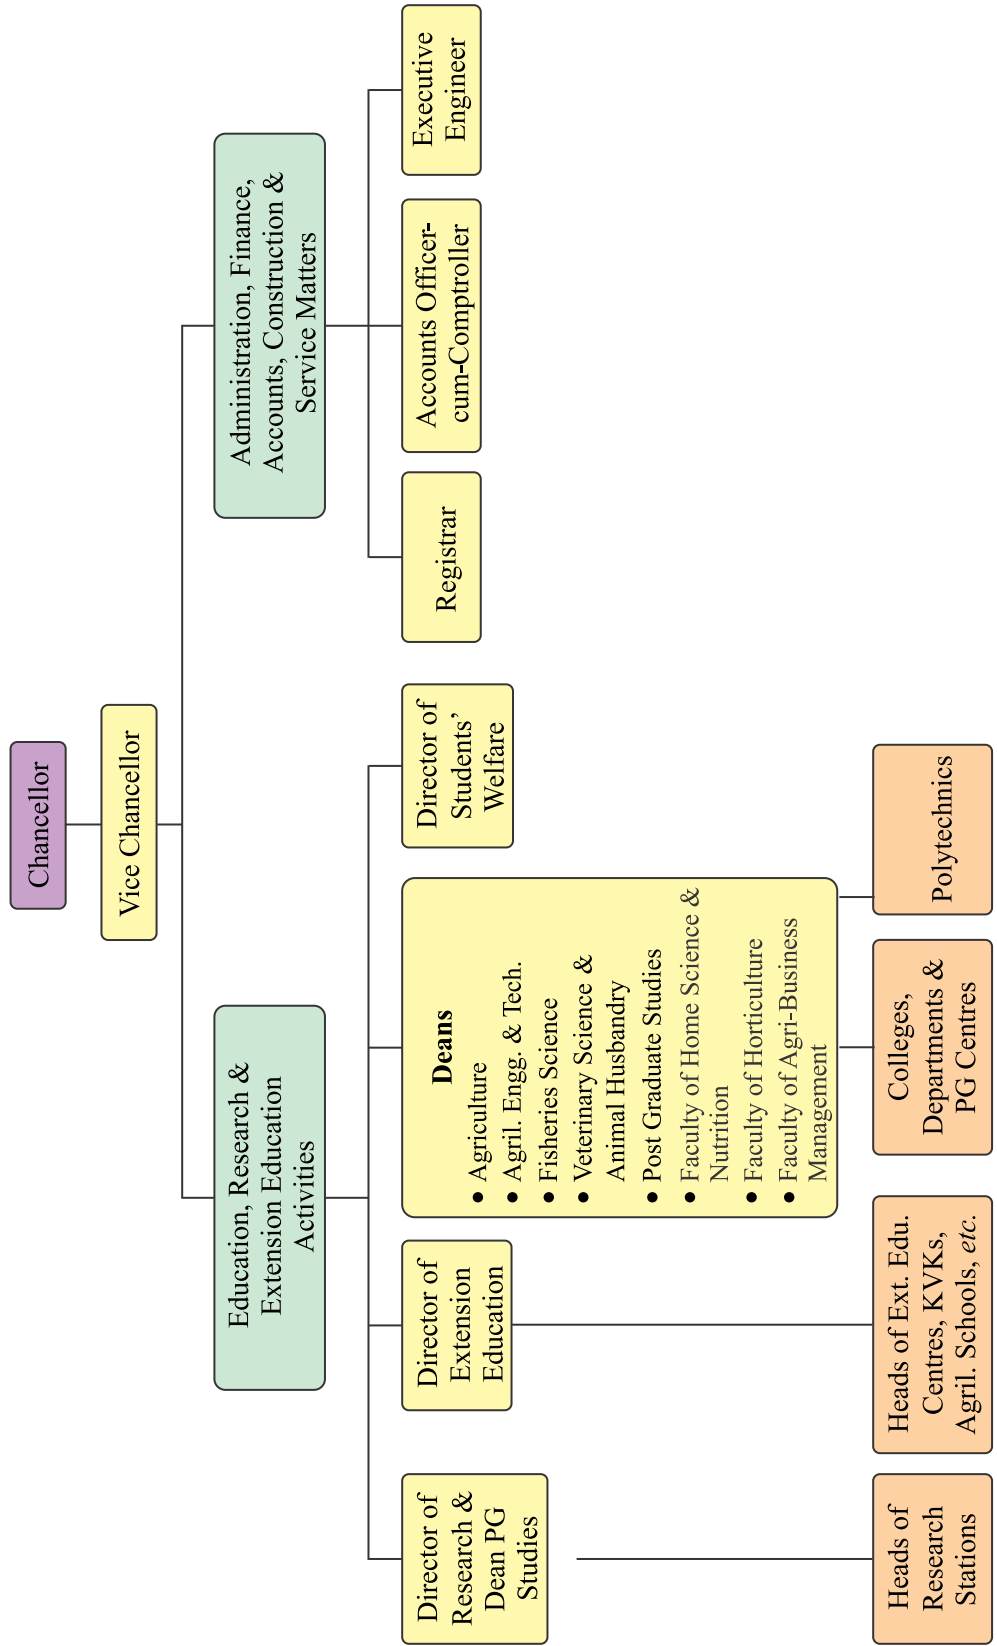 Chancellor
Vice Chancellor
Education, Research &
Extension Education
Activities
Administration, Finance,
Accounts, Construction &
Service Matters
Director of
Research &
Dean PG
Studies
Director of
Extension
Education
Deans
• Agriculture
• Agril. Engg. & Tech.
• Fisheries Science
• Veterinary Science &
Animal Husbandry
• Post Graduate Studies
• Faculty of Home Science &
Nutrition
• Faculty of Horticulture
• Faculty of Agri-Business
Management
Director of
Students’
Welfare
Registrar
Accounts Officer-
cum-Comptroller
Executive
Engineer
Heads of
Research
Stations
Heads of Ext. Edu.
Centres, KVKs,
Agril. Schools, etc.
Colleges,
Departments &
PG Centres
Polytechnics